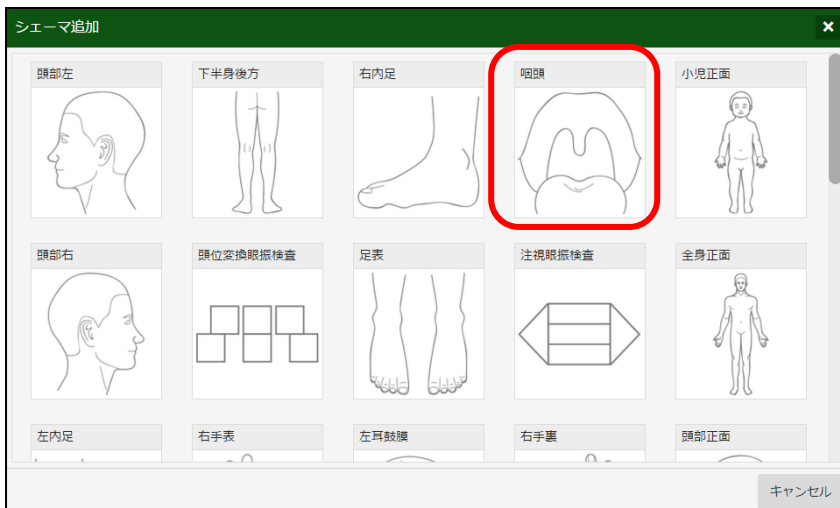 シェーマ追加
×
頭部左
下半身後方
右内足
咽頭
小児正面
頭部右
頭位変換眼振検査
足表
注視眼振検査
全身正面
左内足
右手表
左耳鼓膜
右手裏
頭部正面
キャンセル